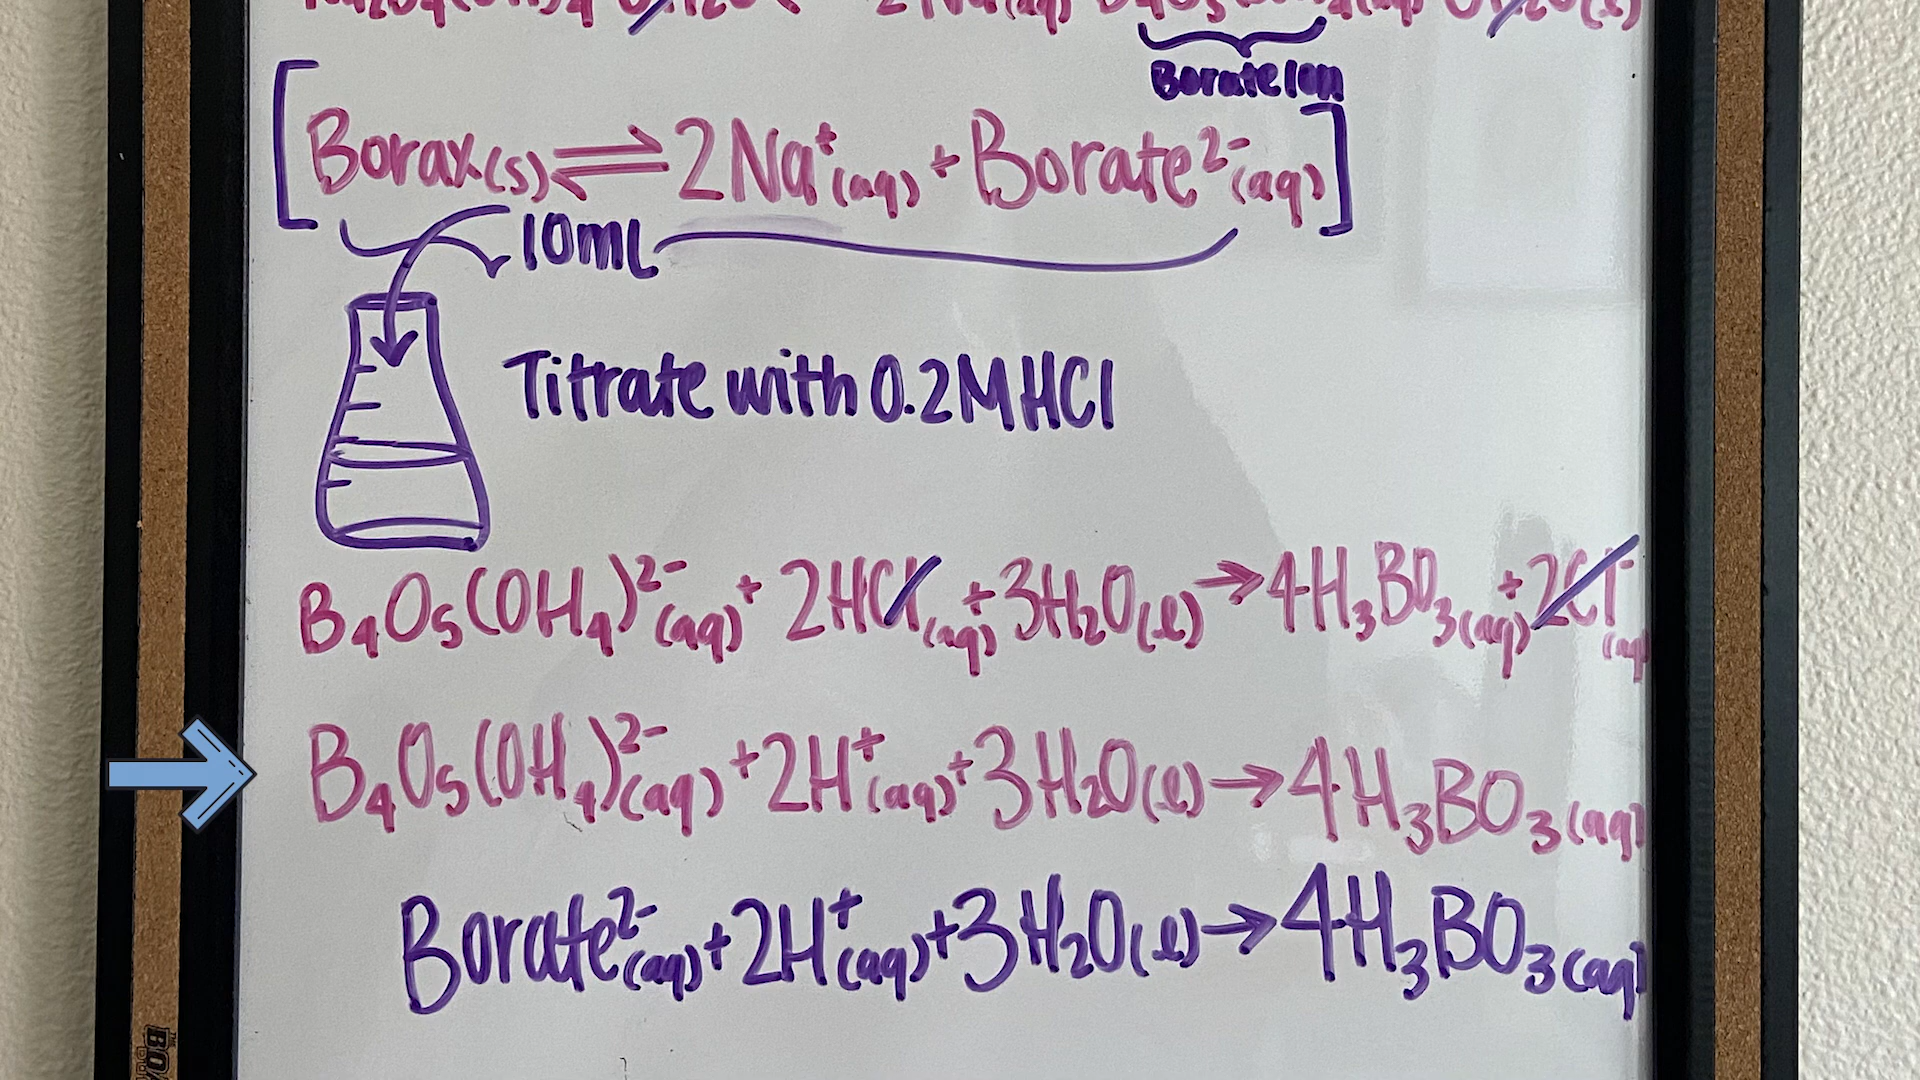 Borate Ion
[Borax(s) ⇌ 2Na⁺(aq) + Borate²⁻(aq)]
10mL
Titrate with 0.2M HCl
B₄O₅(OH₄)²⁻(aq) + 2HCl(aq) + 3H₂O(l) → 4H₃BO₃(aq) + 2Cl⁻(aq)
B₄O₅(OH₄)²⁻(aq) + 2H⁺(aq) + 3H₂O(l) → 4H₃BO₃(aq)
Borate²⁻(aq) + 2H⁺(aq) + 3H₂O(l) → 4H₃BO₃(aq)